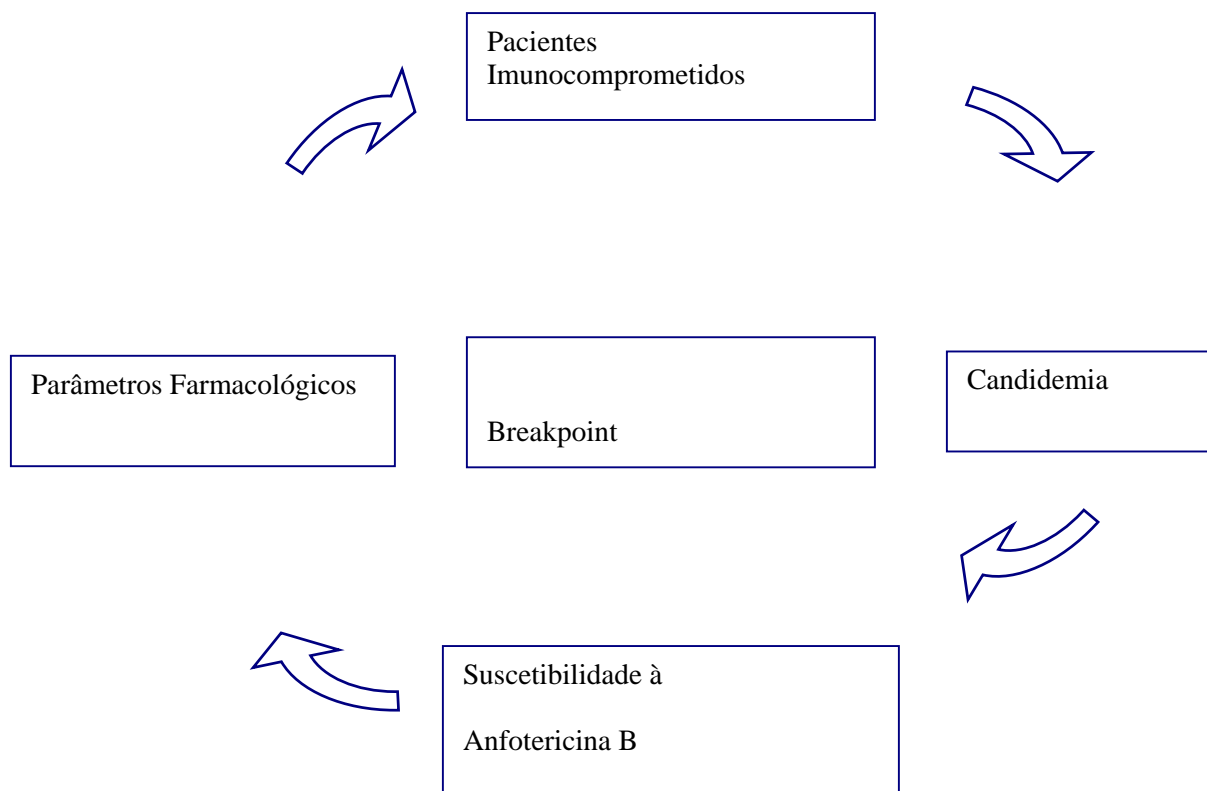 Pacientes
Imunocomprometidos
Parâmetros Farmacológicos
Breakpoint
Candidemia
Suscetibilidade à
Anfotericina B